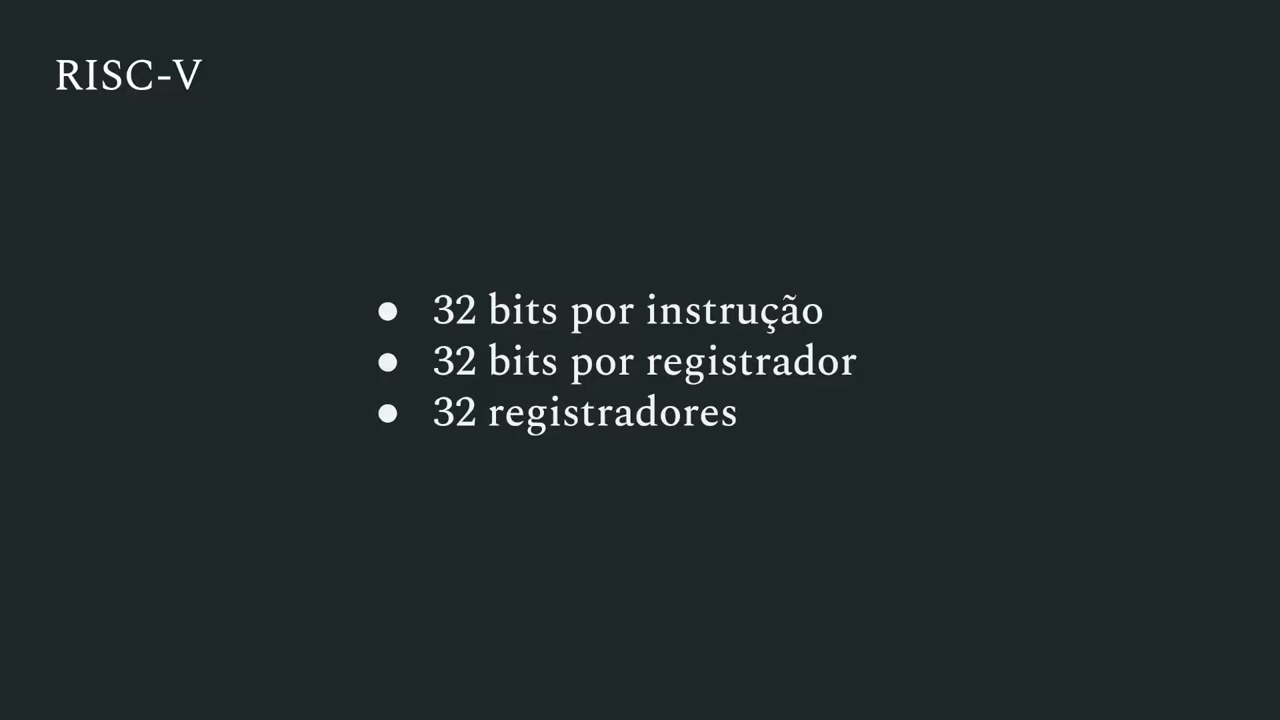 RISC-V
● 32 bits por instrução
● 32 bits por registrador
● 32 registradores